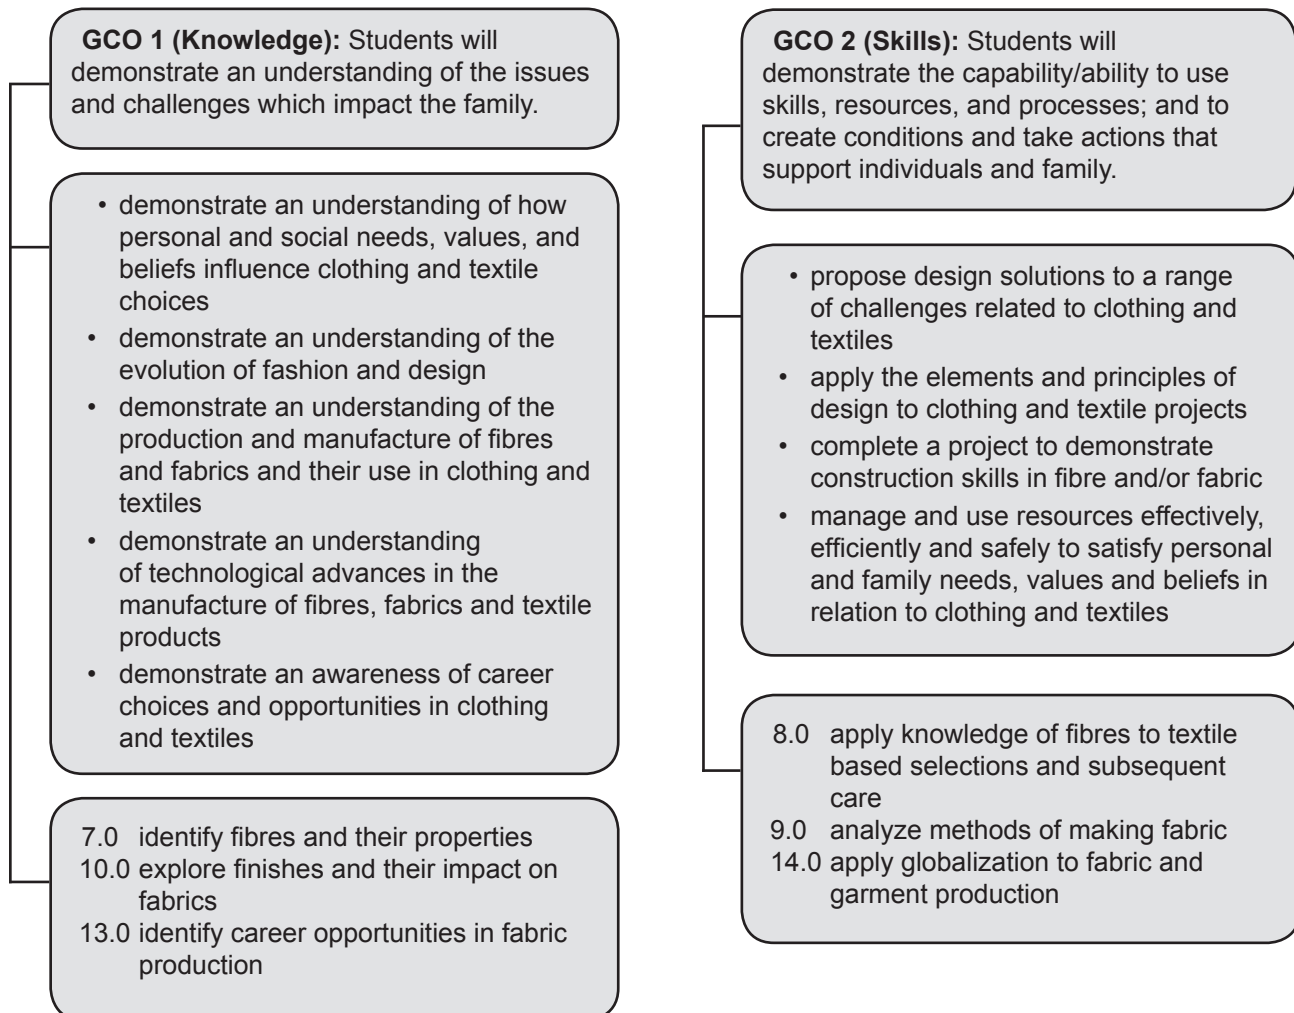 GCO 1 (Knowledge): Students will
demonstrate an understanding of the issues
and challenges which impact the family.
• demonstrate an understanding of how
personal and social needs, values, and
beliefs influence clothing and textile
choices
• demonstrate an understanding of the
evolution of fashion and design
• demonstrate an understanding of the
production and manufacture of fibres
and fabrics and their use in clothing and
textiles
• demonstrate an understanding
of technological advances in the
manufacture of fibres, fabrics and textile
products
• demonstrate an awareness of career
choices and opportunities in clothing
and textiles
7.0 identify fibres and their properties
10.0 explore finishes and their impact on
fabrics
13.0 identify career opportunities in fabric
production
GCO 2 (Skills): Students will
demonstrate the capability/ability to use
skills, resources, and processes; and to
create conditions and take actions that
support individuals and family.
• propose design solutions to a range
of challenges related to clothing and
textiles
• apply the elements and principles of
design to clothing and textile projects
• complete a project to demonstrate
construction skills in fibre and/or fabric
• manage and use resources effectively,
efficiently and safely to satisfy personal
and family needs, values and beliefs in
relation to clothing and textiles
8.0 apply knowledge of fibres to textile
based selections and subsequent
care
9.0 analyze methods of making fabric
14.0 apply globalization to fabric and
garment production